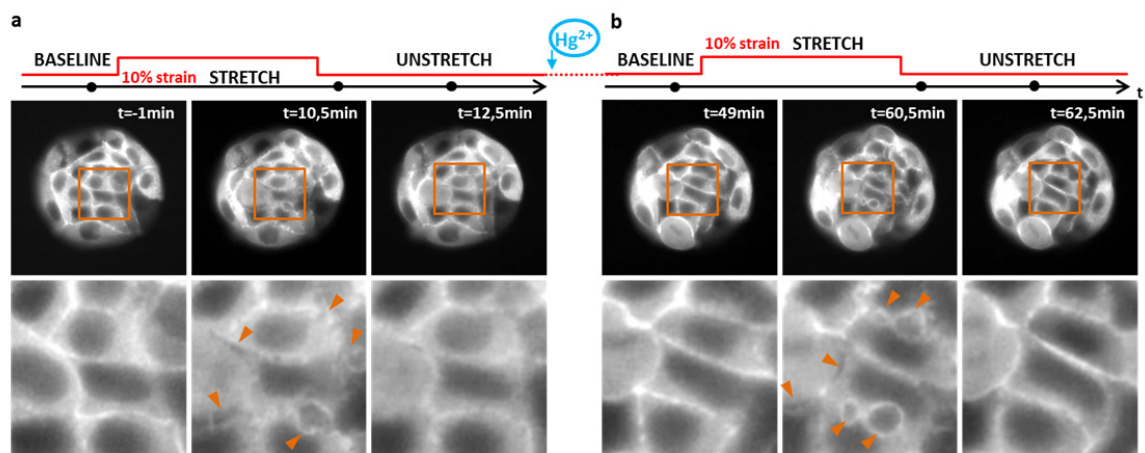 a
b
Hg2+
BASELINE
10% strain
STRETCH
UNSTRETCH
BASELINE
10% strain
STRETCH
UNSTRETCH
t
t=-1min
t=10,5min
t=12,5min
t=49min
t=60,5min
t=62,5min